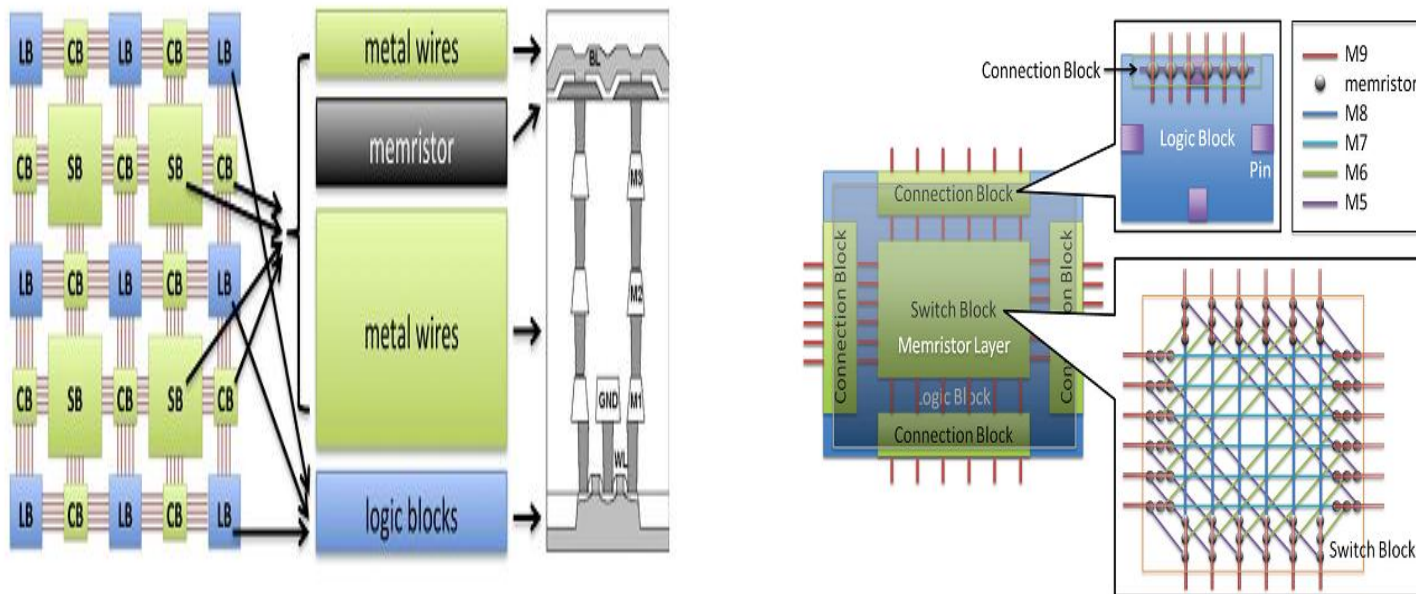 LB CB LB CB LB
CB SB CB SB CB
LB CB LB CB LB
CB SB CB SB CB
LB CB LB CB LB
metal wires
memristor
metal wires
logic blocks
BL
M3
M2
GND
M1
WL
Connection Block
Logic Block
Pin
M9
memristor
M8
M7
M6
M5
Connection Block
Connection Block
Connection Block
Switch Block
Memristor Layer
Logic Block
Connection Block
Switch Block